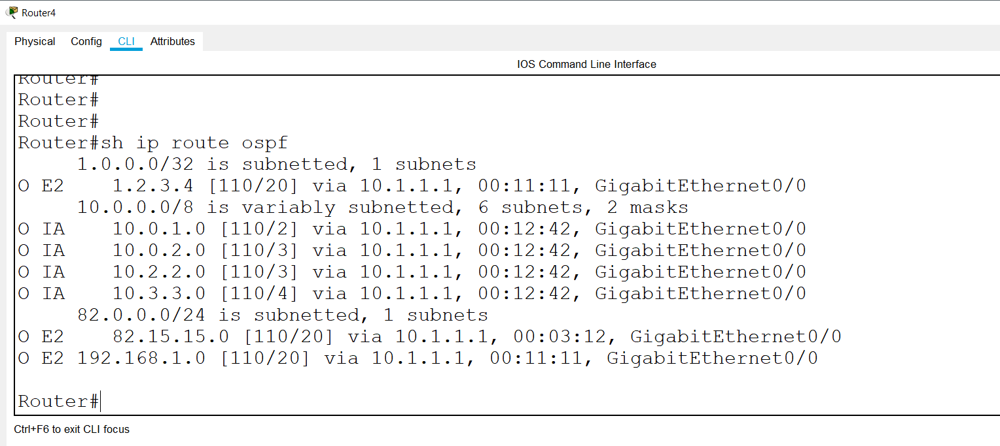 Router4
Physical Config CLI Attributes
IOS Command Line Interface
Router#
Router#
Router#
Router#sh ip route ospf
1.0.0.0/32 is subnetted, 1 subnets
O E2 1.2.3.4 [110/20] via 10.1.1.1, 00:11:11, GigabitEthernet0/0
10.0.0.0/8 is variably subnetted, 6 subnets, 2 masks
O IA 10.0.1.0 [110/2] via 10.1.1.1, 00:12:42, GigabitEthernet0/0
O IA 10.0.2.0 [110/3] via 10.1.1.1, 00:12:42, GigabitEthernet0/0
O IA 10.2.2.0 [110/3] via 10.1.1.1, 00:12:42, GigabitEthernet0/0
O IA 10.3.3.0 [110/4] via 10.1.1.1, 00:12:42, GigabitEthernet0/0
82.0.0.0/24 is subnetted, 1 subnets
O E2 82.15.15.0 [110/20] via 10.1.1.1, 00:03:12, GigabitEthernet0/0
O E2 192.168.1.0 [110/20] via 10.1.1.1, 00:11:11, GigabitEthernet0/0
Router#
Ctrl+F6 to exit CLI focus